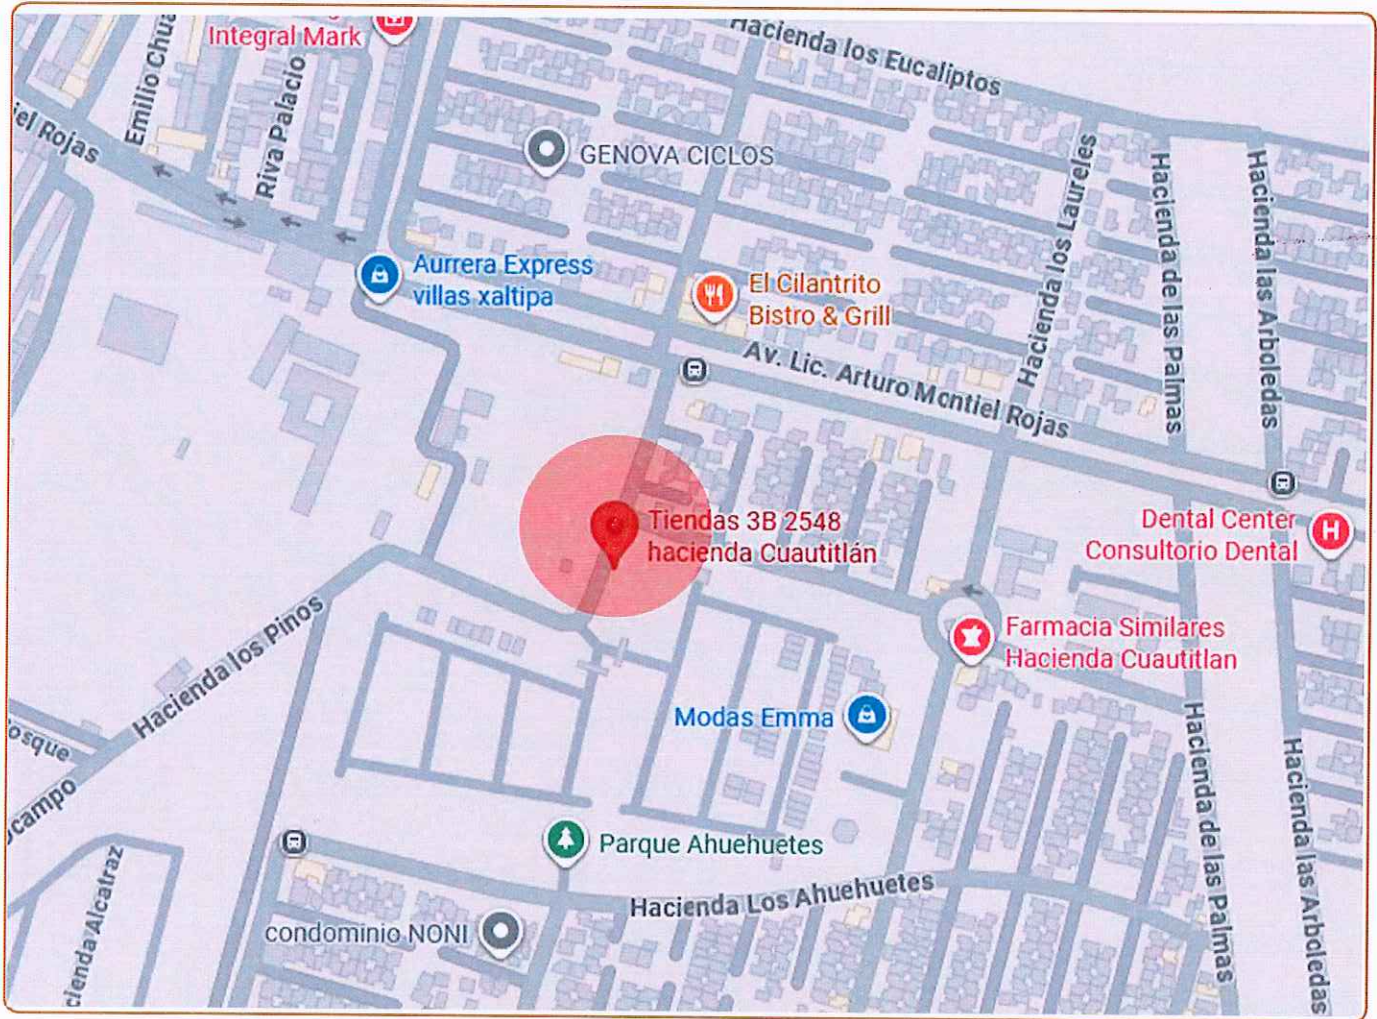 Integral Mark
Emilio Chua
Riva Palacio
iel Rojas
Hacienda los Eucaliptos
GENOVA CICLOS
Hacienda los Laureles
Hacienda de las Palmas
Hacienda las Arboledas
Aurrera Express
villas xaltipa
El Cilantrito
Bistro & Grill
Av. Lic. Arturo Montiel Rojas
Tiendas 3B 2548
hacienda Cuautitlán
Dental Center
Consultorio Dental
H
Farmacia Similares
Hacienda Cuautitlan
Hacienda los Pinos
Modas Emma
osque
ocampo
Hacienda de las Palmas
Hacienda las Arboledas
Parque Ahuehuetes
Hacienda Los Ahuehuetes
cienda Alcatraz
condominio NONI